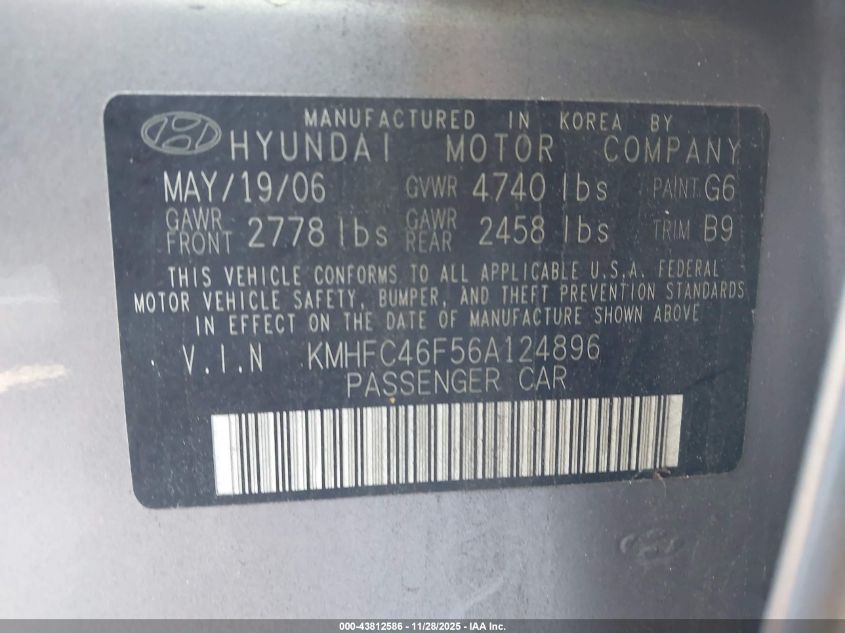 MANUFACTURED IN KOREA BY
HYUNDAI MOTOR COMPANY
MAY/19/06 GVWR 4740 lbs PAINT G6
GAWR FRONT 2778 lbs GAWR REAR 2458 lbs TRIM B9
THIS VEHICLE CONFORMS TO ALL APPLICABLE U.S.A. FEDERAL
MOTOR VEHICLE SAFETY, BUMPER, AND THEFT PREVENTION STANDARDS
IN EFFECT ON THE DATE OF MANUFACTURE SHOWN ABOVE
V.I.N KMHFC46F56A124896
PASSENGER CAR
000-43812586 - 11/28/2025 - IAA Inc.